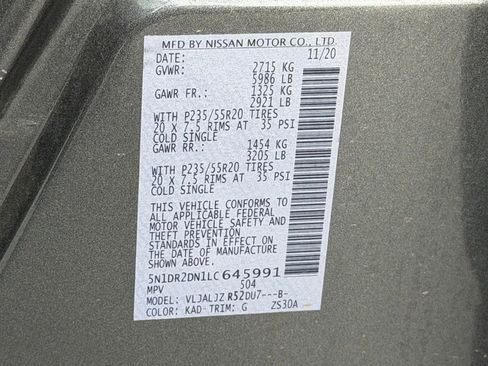 MFD BY NISSAN MOTOR CO., LTD
DATE: 11/20
GVWR: 2715 KG
5986 LB
GAWR FR.: 1325 KG
2921 LB
WITH P235/55R20 TIRES
20 X 7.5 RIMS AT 35 PSI
COLD SINGLE
GAWR RR.: 1454 KG
3205 LB
WITH P235/55R20 TIRES
20 X 7.5 RIMS AT 35 PSI
COLD SINGLE
THIS VEHICLE CONFORMS TO
ALL APPLICABLE FEDERAL
MOTOR VEHICLE SAFETY AND
THEFT PREVENTION
STANDARDS IN EFFECT ON
THE DATE OF MANUFACTURE
SHOWN ABOVE.
5N1DR2DN1LC645991
MPV 504
MODEL: VLJALJZ R52DU7---B-
COLOR: KAD-TRIM: G ZS30A —